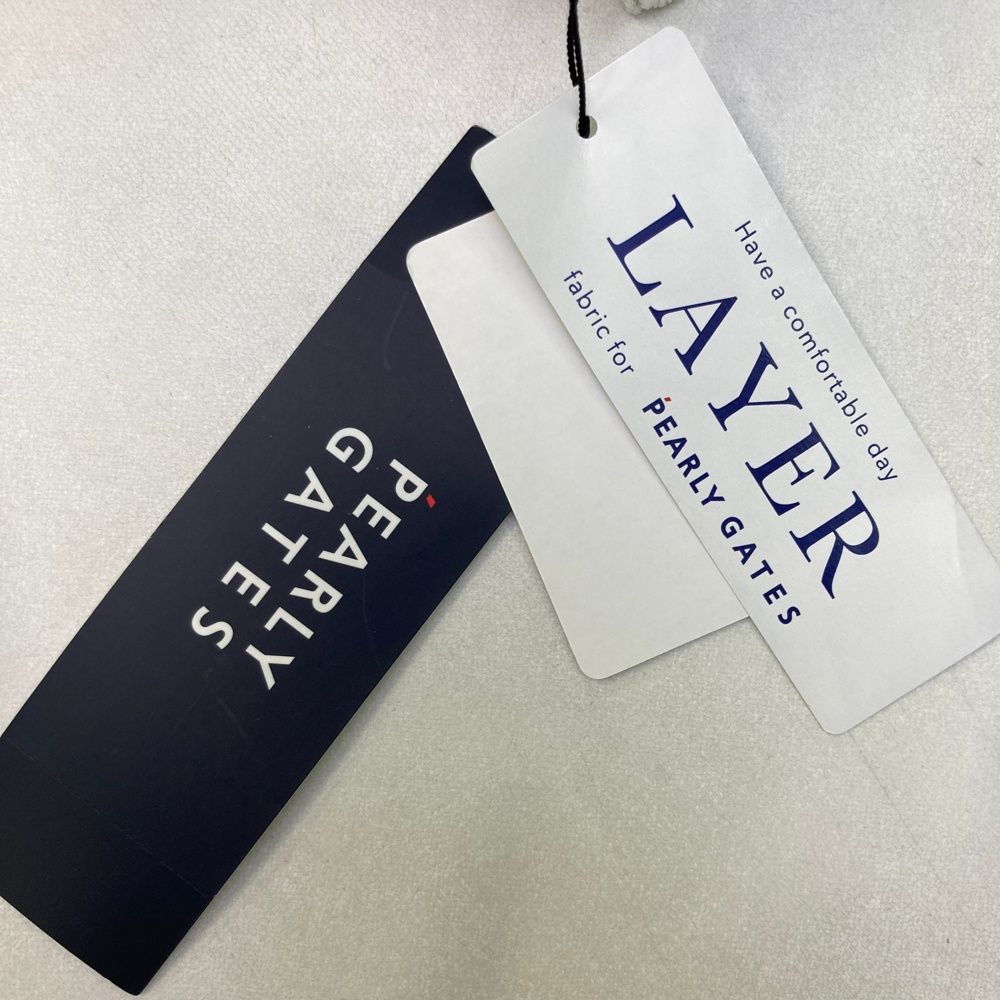 PEARLY
GATES
Have a comfortable day
LAYER
fabric for PEARLY GATES